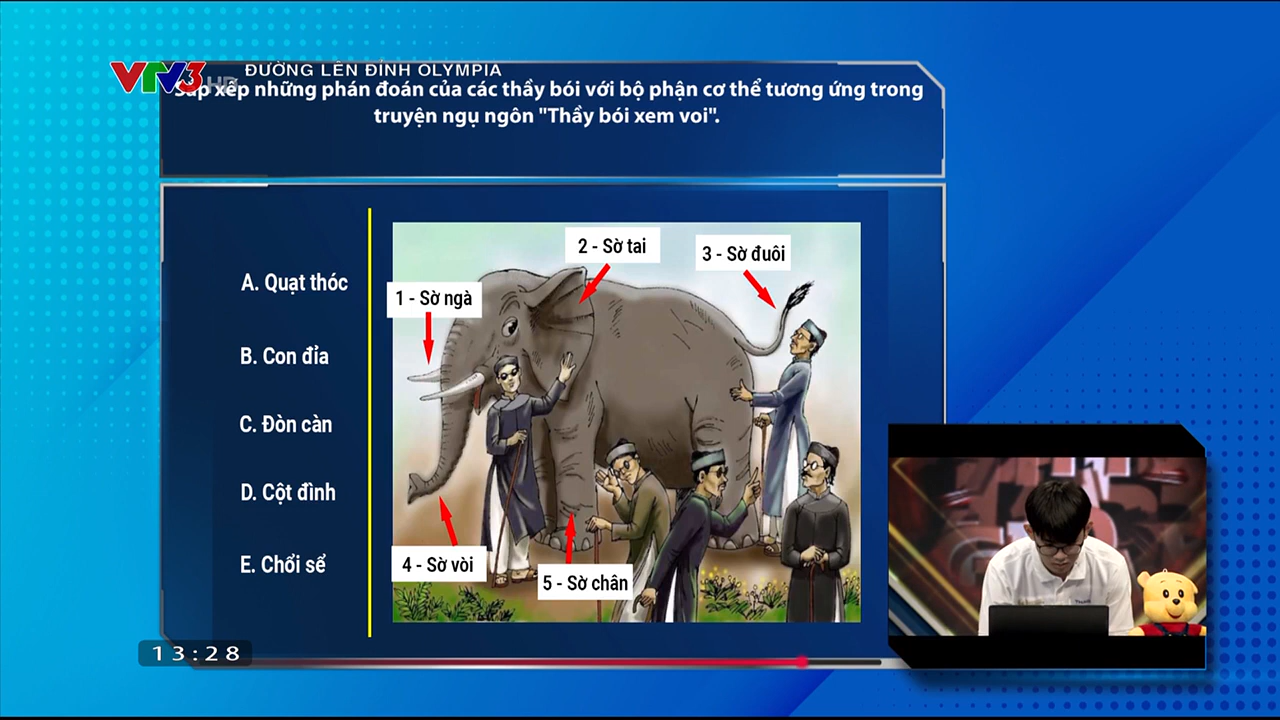 VTV3 HD
ĐƯỜNG LÊN ĐỈNH OLYMPIA
Sắp xếp những phán đoán của các thầy bói với bộ phận cơ thể tương ứng trong
truyện ngụ ngôn "Thầy bói xem voi".
A. Quạt thóc
B. Con đỉa
C. Đòn càn
D. Cột đình
E. Chổi sể
1 - Sờ ngà
2 - Sờ tai
3 - Sờ đuôi
4 - Sờ vòi
5 - Sờ chân
13:28